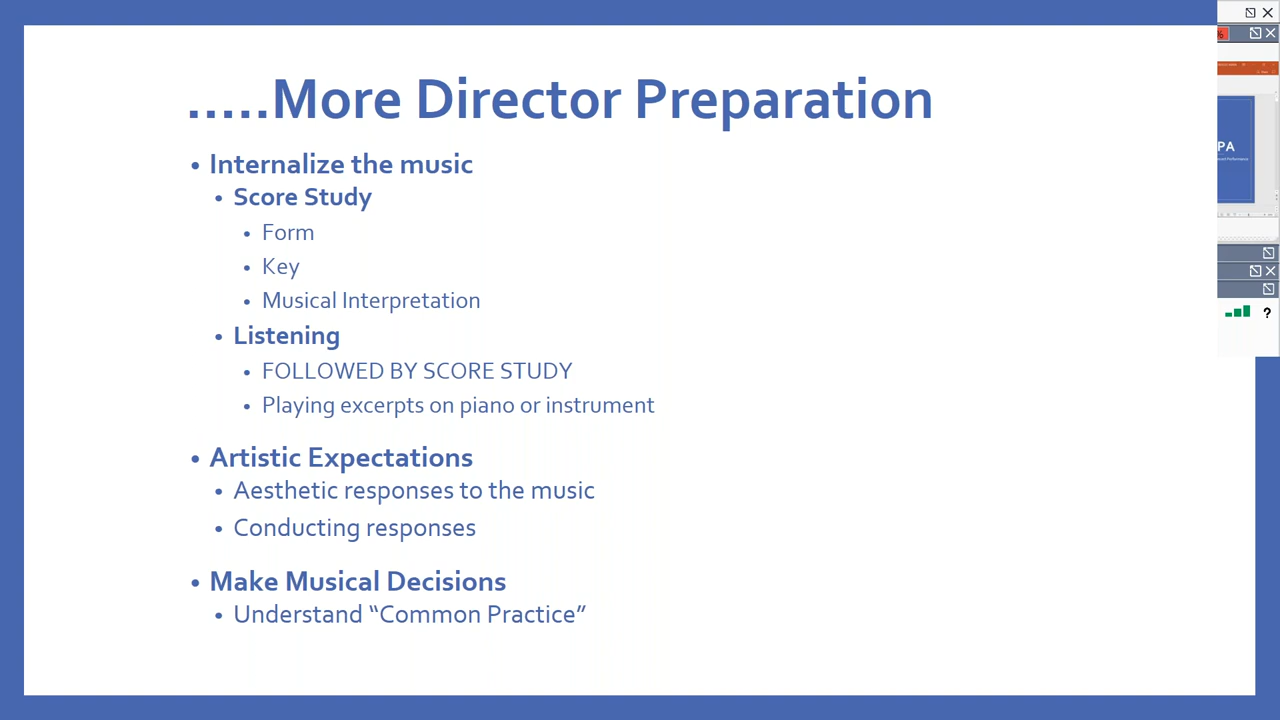 .....More Director Preparation
• Internalize the music
• Score Study
• Form
• Key
• Musical Interpretation
• Listening
• FOLLOWED BY SCORE STUDY
• Playing excerpts on piano or instrument
• Artistic Expectations
• Aesthetic responses to the music
• Conducting responses
• Make Musical Decisions
• Understand “Common Practice”
%
PA
?